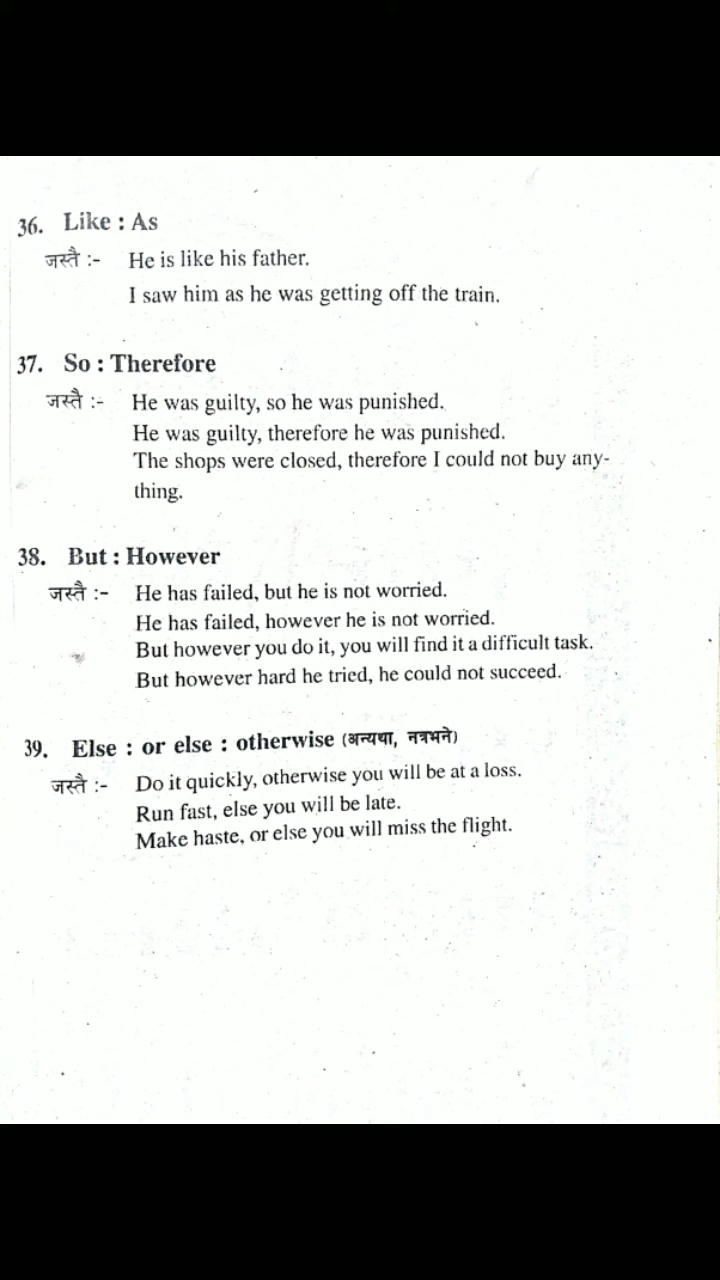 36. Like : As
जस्तै :- He is like his father.
I saw him as he was getting off the train.
37. So : Therefore
जस्तै :- He was guilty, so he was punished.
He was guilty, therefore he was punished.
The shops were closed, therefore I could not buy any-
thing.
38. But : However
जस्तै :- He has failed, but he is not worried.
He has failed, however he is not worried.
But however you do it, you will find it a difficult task.
But however hard he tried, he could not succeed.
39. Else : or else : otherwise (अन्यथा, नत्रभने)
जस्तै :- Do it quickly, otherwise you will be at a loss.
Run fast, else you will be late.
Make haste, or else you will miss the flight.